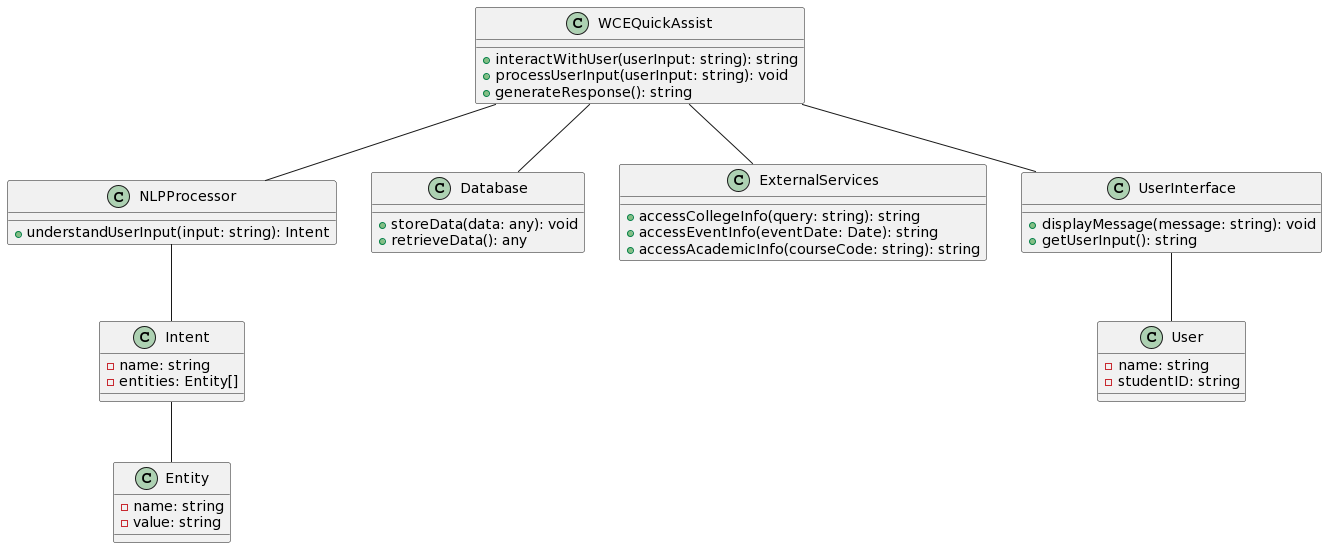 C WCEQuickAssist
interactWithUser(userInput: string): string
processUserInput(userInput: string): void
generateResponse(): string
C NLPProcessor
understandUserInput(input: string): Intent
C Database
storeData(data: any): void
retrieveData(): any
C ExternalServices
accessCollegeInfo(query: string): string
accessEventInfo(eventDate: Date): string
accessAcademicInfo(courseCode: string): string
C UserInterface
displayMessage(message: string): void
getUserInput(): string
C Intent
name: string
entities: Entity[]
C User
name: string
studentID: string
C Entity
name: string
value: string